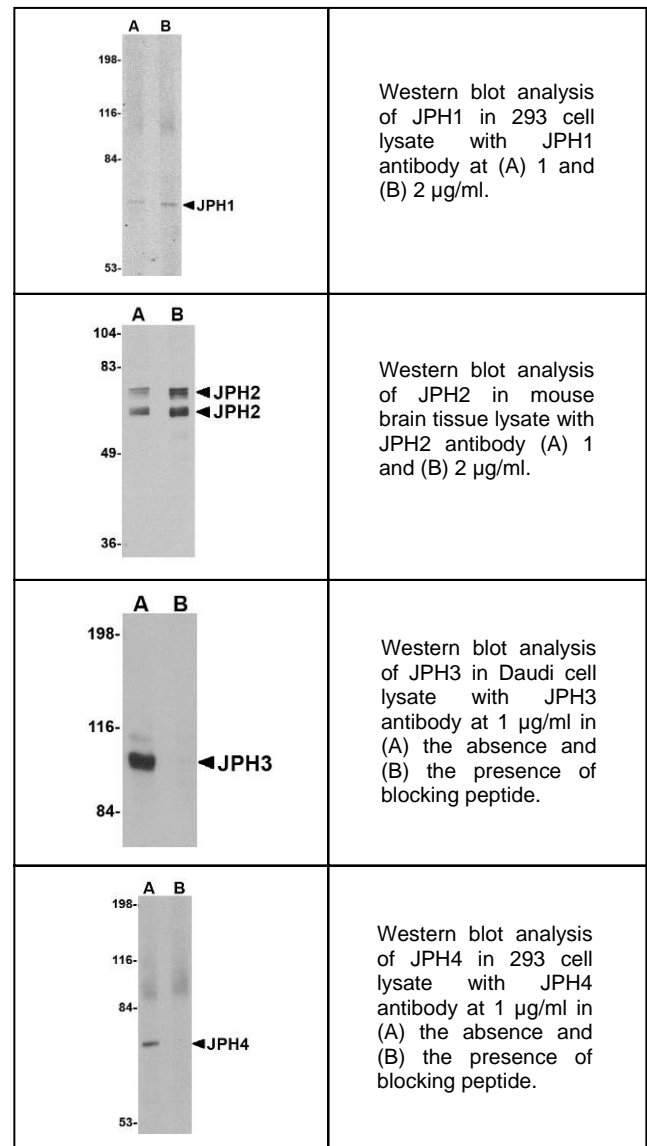 A B
198-
116-
84-
JPH1
53-
Western blot analysis
of JPH1 in 293 cell
lysate with JPH1
antibody at (A) 1 and
(B) 2 µg/ml.
A B
104-
83-
JPH2
JPH2
49-
36-
Western blot analysis
of JPH2 in mouse
brain tissue lysate with
JPH2 antibody (A) 1
and (B) 2 µg/ml.
A B
198-
116-
JPH3
84-
Western blot analysis
of JPH3 in Daudi cell
lysate with JPH3
antibody at 1 µg/ml in
(A) the absence and
(B) the presence of
blocking peptide.
A B
198-
116-
84-
JPH4
53-
Western blot analysis
of JPH4 in 293 cell
lysate with JPH4
antibody at 1 µg/ml in
(A) the absence and
(B) the presence of
blocking peptide.